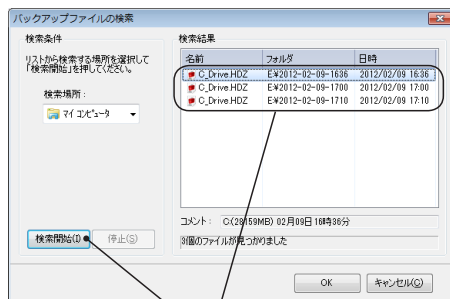 バックアップファイルの検索
検索条件
リストから検索する場所を選択して
「検索開始」を押してください。
検索場所：
マイ コンピュータ
検索開始(I)
停止(S)
検索結果
名前 フォルダ 日時
C_Drive.HDZ E:¥2012-02-09-1636 2012/02/09 16:36
C_Drive.HDZ E:¥2012-02-09-1700 2012/02/09 17:00
C_Drive.HDZ E:¥2012-02-09-1710 2012/02/09 17:10
コメント： C:(28159MB) 02月09日 16時36分
3個のファイルが見つかりました
OK
キャンセル(C)